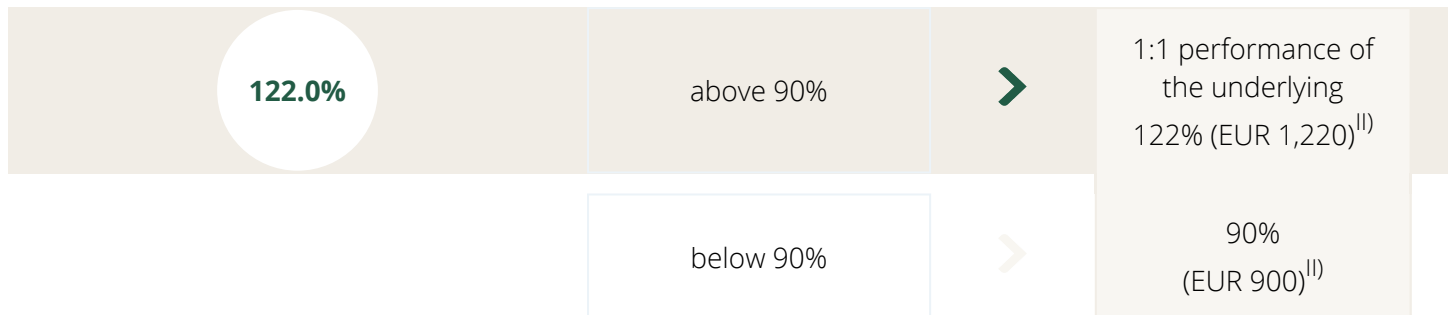 122.0%
above 90%
1:1 performance of
the underlying
122% (EUR 1,220)II)
below 90%
90%
(EUR 900)II)